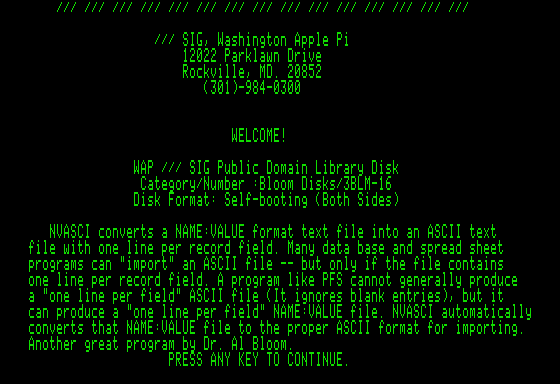 /// /// /// /// /// /// /// /// /// /// /// /// /// /// ///
/// SIG, Washington Apple Pi
12022 Parklawn Drive
Rockville, MD. 20852
(301)-984-0300
WELCOME!
WAP /// SIG Public Domain Library Disk
Category/Number :Bloom Disks/3BLM-16
Disk Format: Self-booting (Both Sides)
NVASCI converts a NAME:VALUE format text file into an ASCII text
file with one line per record field. Many data base and spread sheet
programs can "import" an ASCII file -- but only if the file contains
one line per record field. A program like PFS cannot generally produce
a "one line per field" ASCII file (It ignores blank entries), but it
can produce a "one line per field" NAME:VALUE file. NVASCI automatically
converts that NAME:VALUE file to the proper ASCII format for importing.
Another great program by Dr. Al Bloom.
PRESS ANY KEY TO CONTINUE.